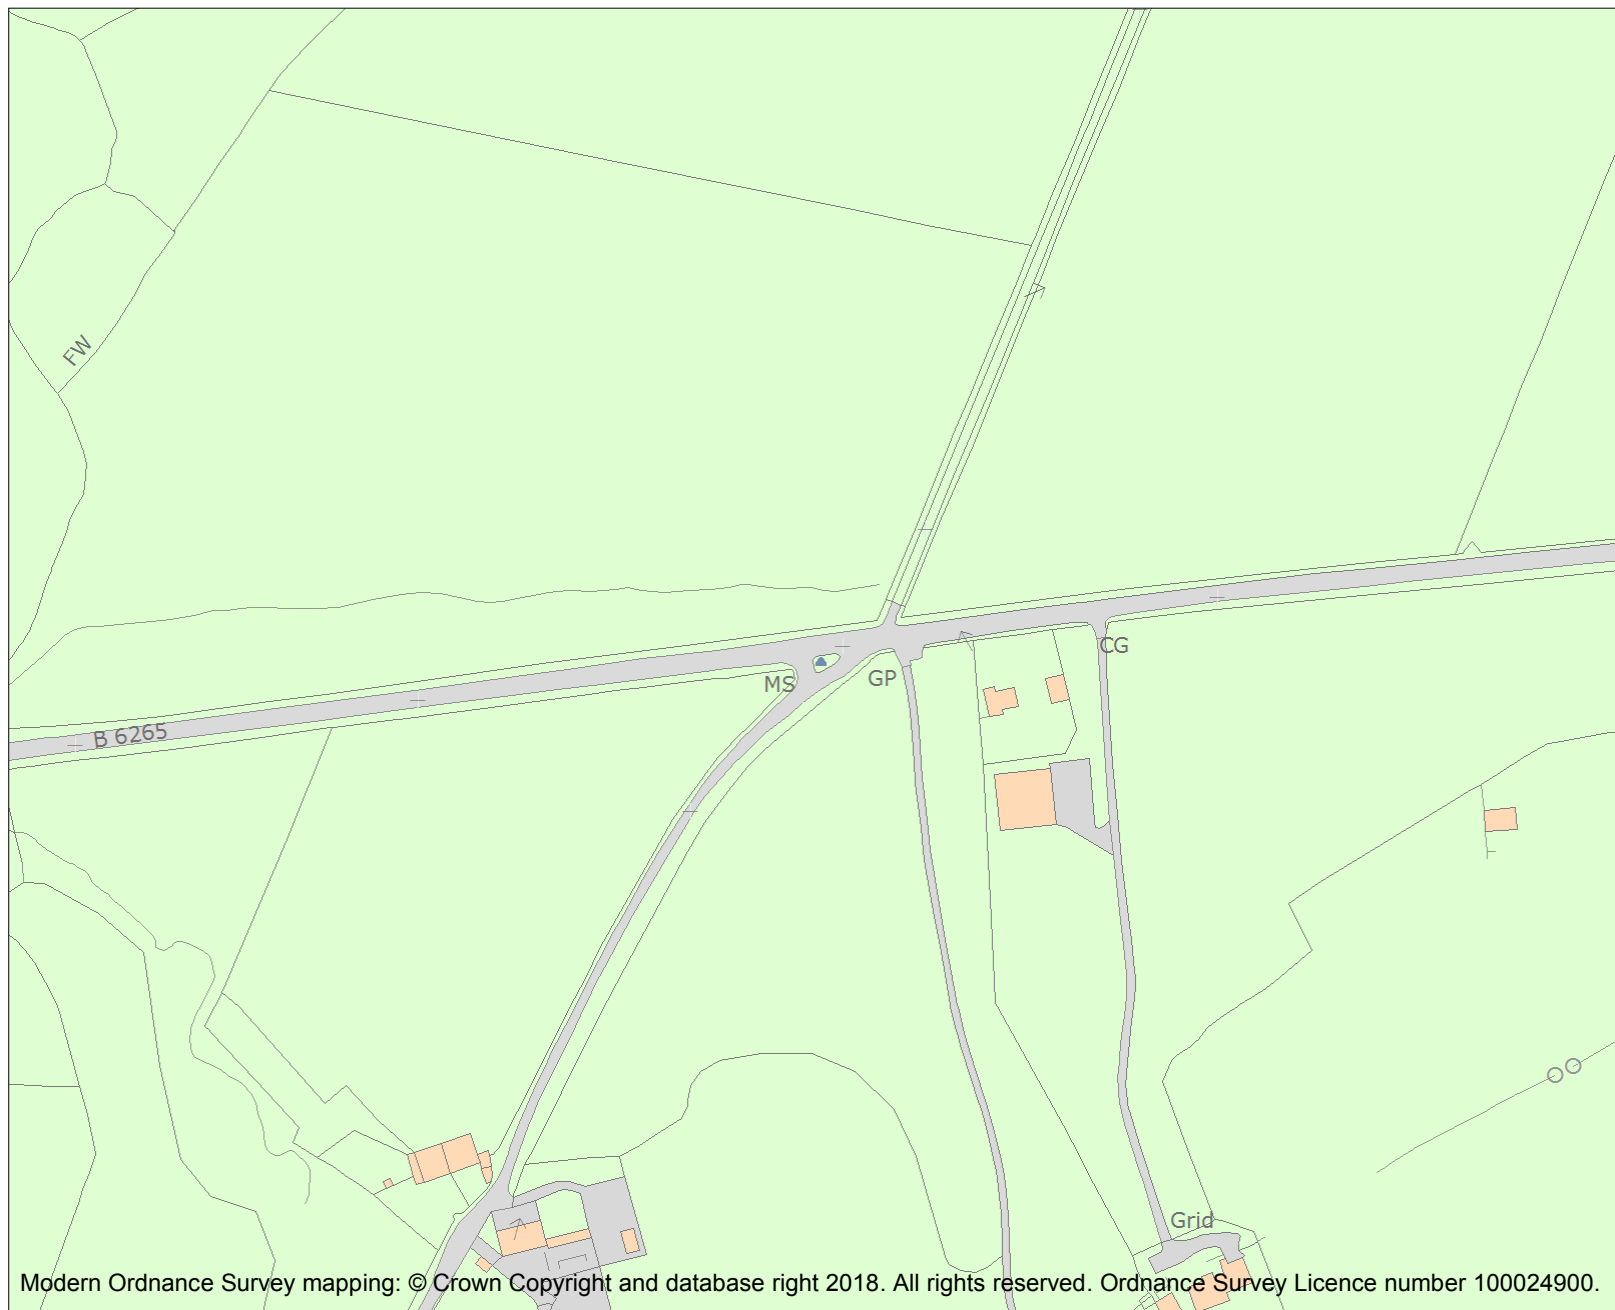 FW
CG
GP
MS
B 6265
Grid
Modern Ordnance Survey mapping: © Crown Copyright and database right 2018. All rights reserved. Ordnance Survey Licence number 100024900.